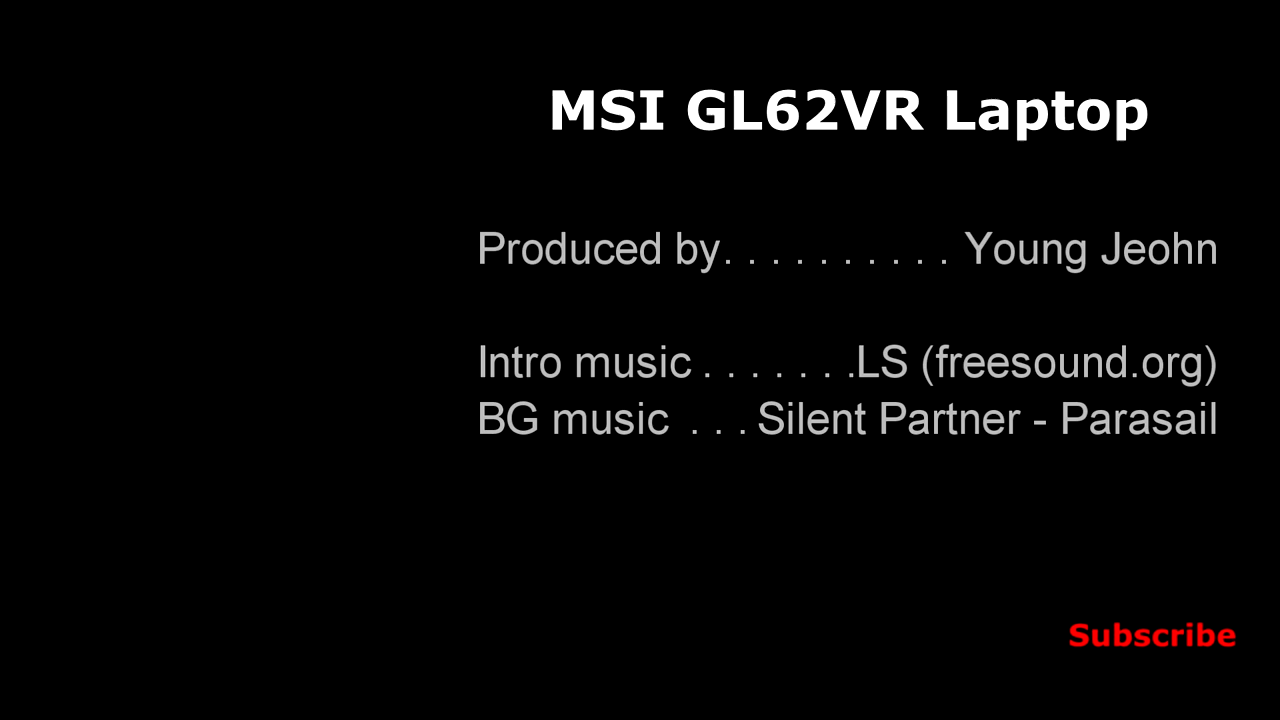 MSI GL62VR Laptop
Produced by. . . . . . . . . . Young Jeohn
Intro music . . . . . . .LS (freesound.org)
BG music . . . Silent Partner - Parasail
Subscribe